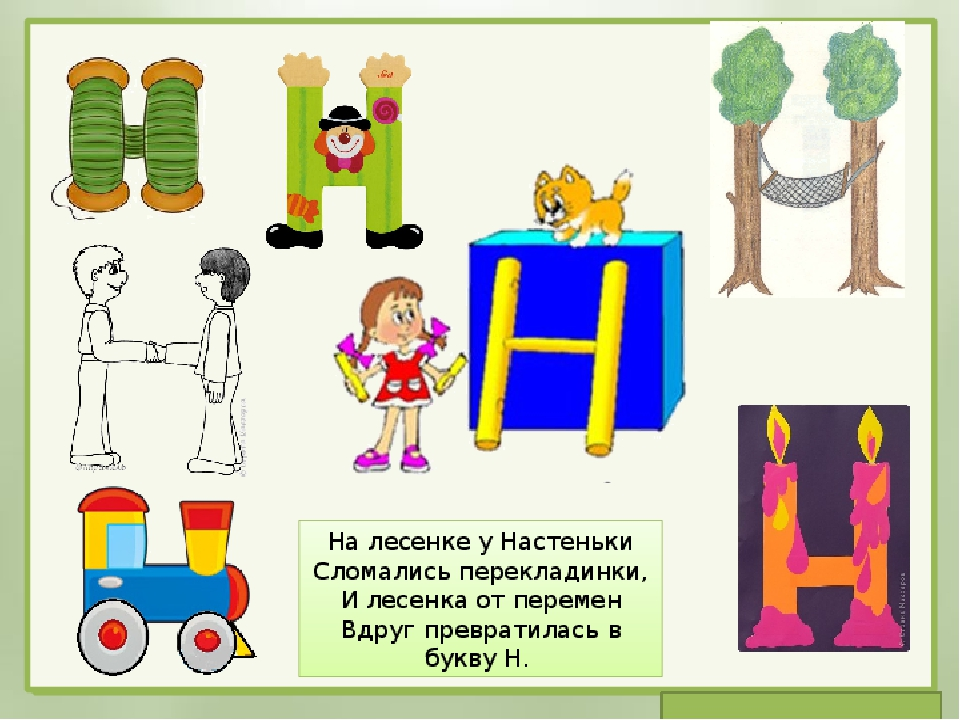 На лесенке у Настеньки
Сломались перекладинки,
И лесенка от перемен
Вдруг превратилась в
букву Н.